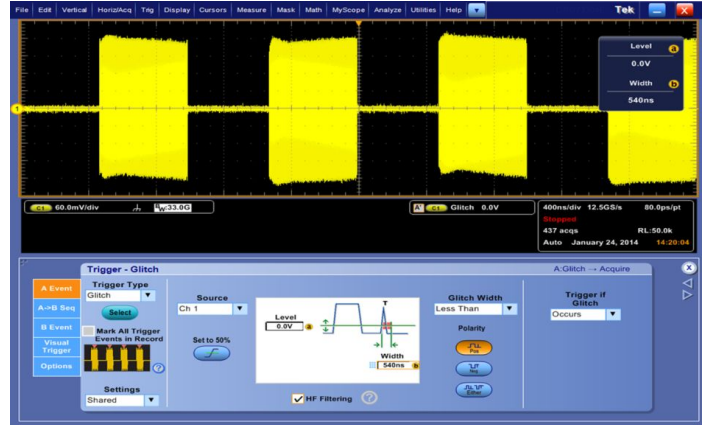 File Edit Vertical Horiz/Acq Trig Display Cursors Measure Mask Math MyScope Analyze Utilities Help Tek X
Level a
0.0V
Width b
540ns
1
C1 60.0mV/div BW:33.0G
A' C1 Glitch 0.0V
400ns/div 12.5GS/s 80.0ps/pt
Stopped
437 acqs RL:50.0k
Auto January 24, 2014 14:20:04
Trigger - Glitch A:Glitch → Acquire X
A Event
A->B Seq
B Event
Visual Trigger
Options
Trigger Type
Glitch
Select
Mark All Trigger
Events in Record
?
Settings
Shared
Source
Ch 1
Set to 50%
T
Level
0.0V a
Width
540ns b
HF Filtering ?
Glitch Width
Less Than
Polarity
Pos
Neg
Either
Trigger if
Glitch
Occurs